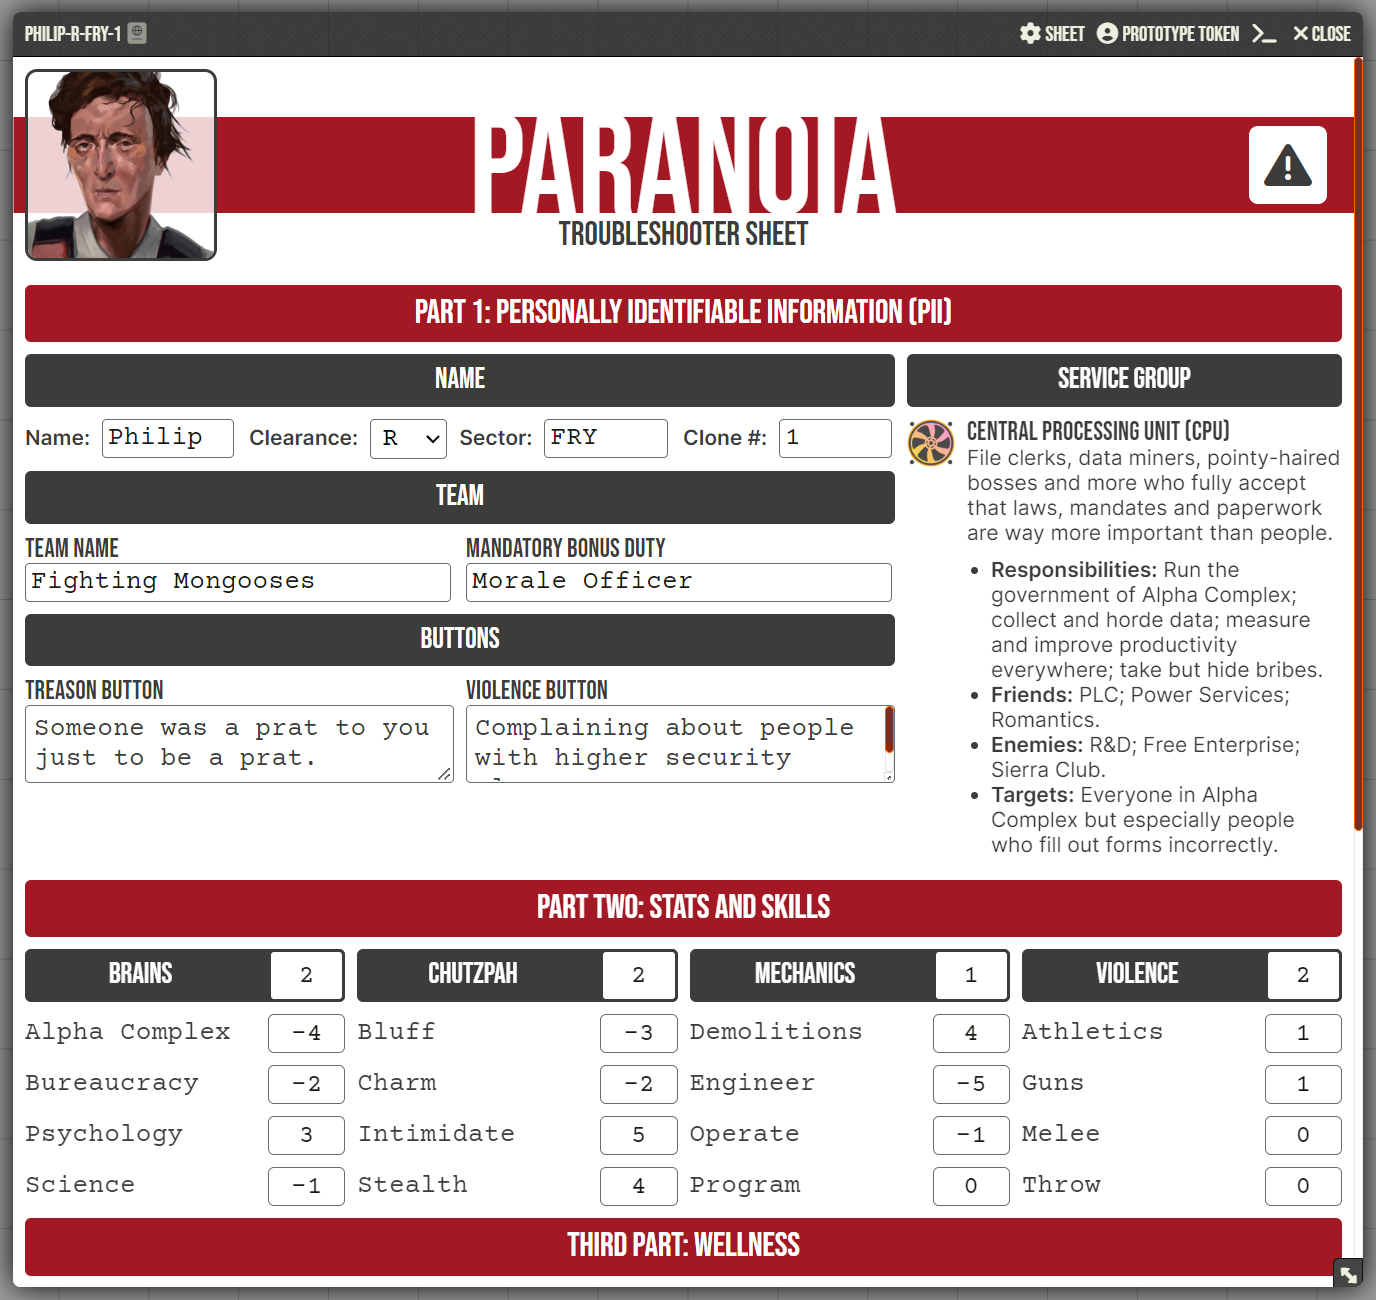 PHILIP-R-FRY-1
SHEET PROTOTYPE TOKEN CLOSE
PARANOIA
TROUBLESHOOTER SHEET
PART 1: PERSONALLY IDENTIFIABLE INFORMATION (PII)
NAME
Name: Philip Clearance: R Sector: FRY Clone #: 1
TEAM
TEAM NAME
Fighting Mongooses
MANDATORY BONUS DUTY
Morale Officer
BUTTONS
TREASON BUTTON
Someone was a prat to you
just to be a prat.
VIOLENCE BUTTON
Complaining about people
with higher security
SERVICE GROUP
CENTRAL PROCESSING UNIT (CPU)
File clerks, data miners, pointy-haired
bosses and more who fully accept
that laws, mandates and paperwork
are way more important than people.
• Responsibilities: Run the
government of Alpha Complex;
collect and horde data; measure
and improve productivity
everywhere; take but hide bribes.
• Friends: PLC; Power Services;
Romantics.
• Enemies: R&D; Free Enterprise;
Sierra Club.
• Targets: Everyone in Alpha
Complex but especially people
who fill out forms incorrectly.
PART TWO: STATS AND SKILLS
BRAINS 2
Alpha Complex -4
Bureaucracy -2
Psychology 3
Science -1
CHUTZPAH 2
Bluff -3
Charm -2
Intimidate 5
Stealth 4
MECHANICS 1
Demolitions 4
Engineer -5
Operate -1
Program 0
VIOLENCE 2
Athletics 1
Guns 1
Melee 0
Throw 0
THIRD PART: WELLNESS